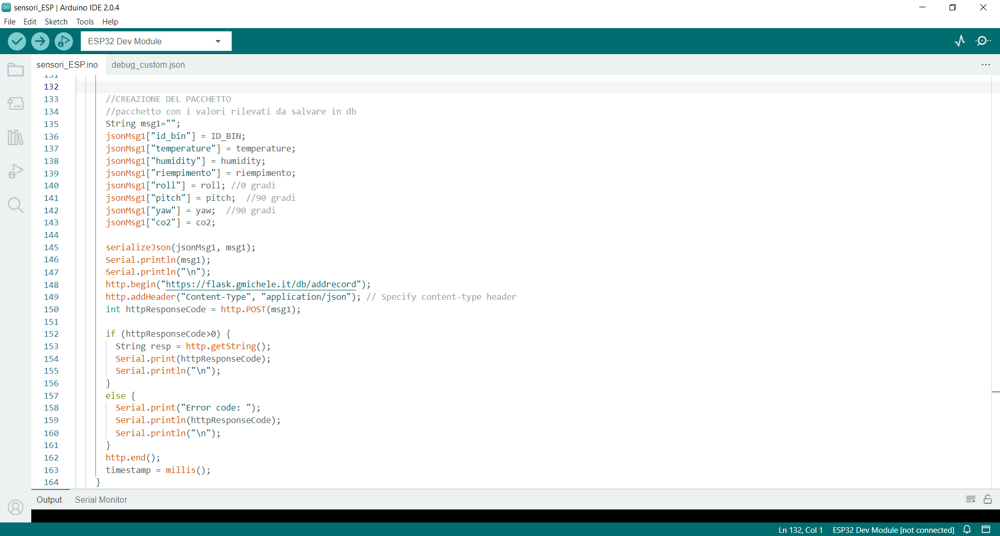 sensori_ESP | Arduino IDE 2.0.4
File Edit Sketch Tools Help
ESP32 Dev Module
sensori_ESP.ino debug_custom.json
131
132
133 //CREAZIONE DEL PACCHETTO
134 //pacchetto con i valori rilevati da salvare in db
135 String msg1="";
136 jsonMsg1["id_bin"] = ID_BIN;
137 jsonMsg1["temperature"] = temperature;
138 jsonMsg1["humidity"] = humidity;
139 jsonMsg1["riempimento"] = riempimento;
140 jsonMsg1["roll"] = roll; //0 gradi
141 jsonMsg1["pitch"] = pitch;  //90 gradi
142 jsonMsg1["yaw"] = yaw;  //90 gradi
143 jsonMsg1["co2"] = co2;
144
145 serializeJson(jsonMsg1, msg1);
146 Serial.println(msg1);
147 Serial.println("\n");
148 http.begin("https://flask.gmichele.it/db/addrecord");
149 http.addHeader("Content-Type", "application/json"); // Specify content-type header
150 int httpResponseCode = http.POST(msg1);
151
152 if (httpResponseCode>0) {
153 String resp = http.getString();
154 Serial.print(httpResponseCode);
155 Serial.println("\n");
156 }
157 else {
158 Serial.print("Error code: ");
159 Serial.println(httpResponseCode);
160 Serial.println("\n");
161 }
162 http.end();
163 timestamp = millis();
164 }
Output Serial Monitor
Ln 132, Col 1 ESP32 Dev Module [not connected]